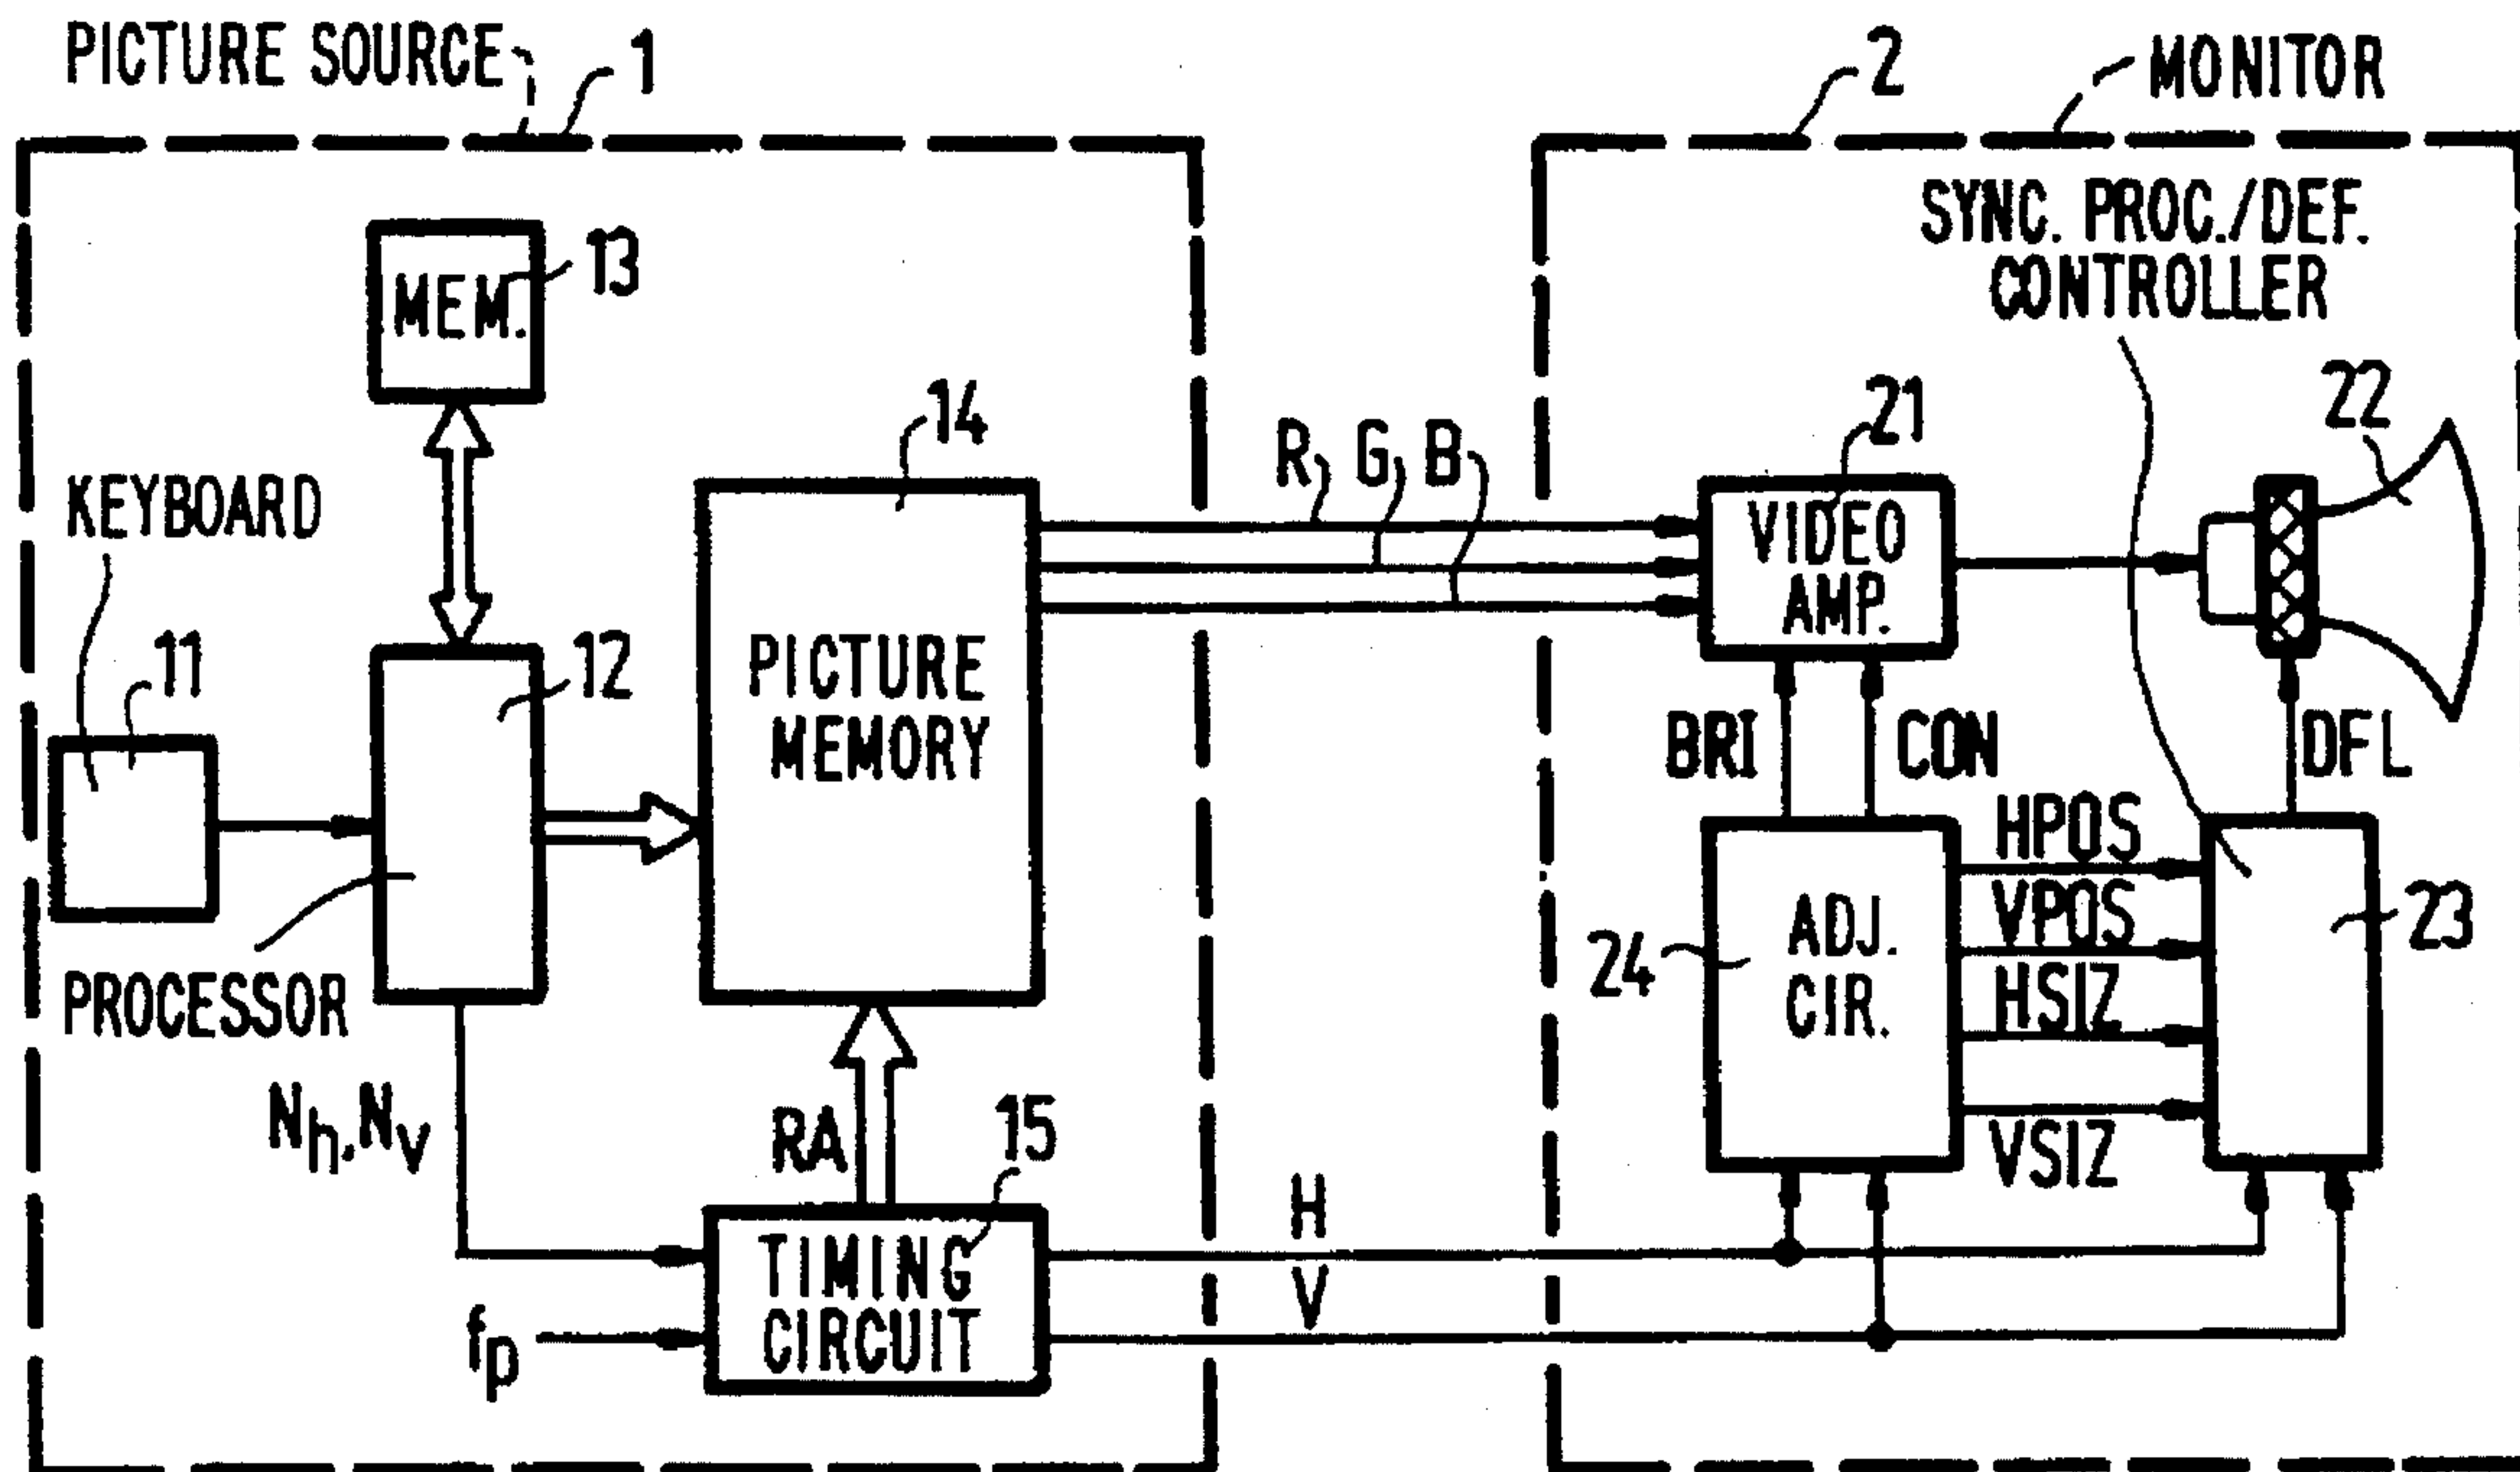 PICTURE SOURCE
1
2
MONITOR
SYNC. PROC./DEF.
CONTROLLER
MEM.
13
14
R G B
21
22
KEYBOARD
VIDEO
AMP.
11
12
PICTURE
MEMORY
BRI
CON
DFL
HPOS
VPOS
HSIZ
VSIZ
ADJ.
CIR.
24
23
PROCESSOR
Nh,Nv
RA
15
H
V
TIMING
CIRCUIT
fp